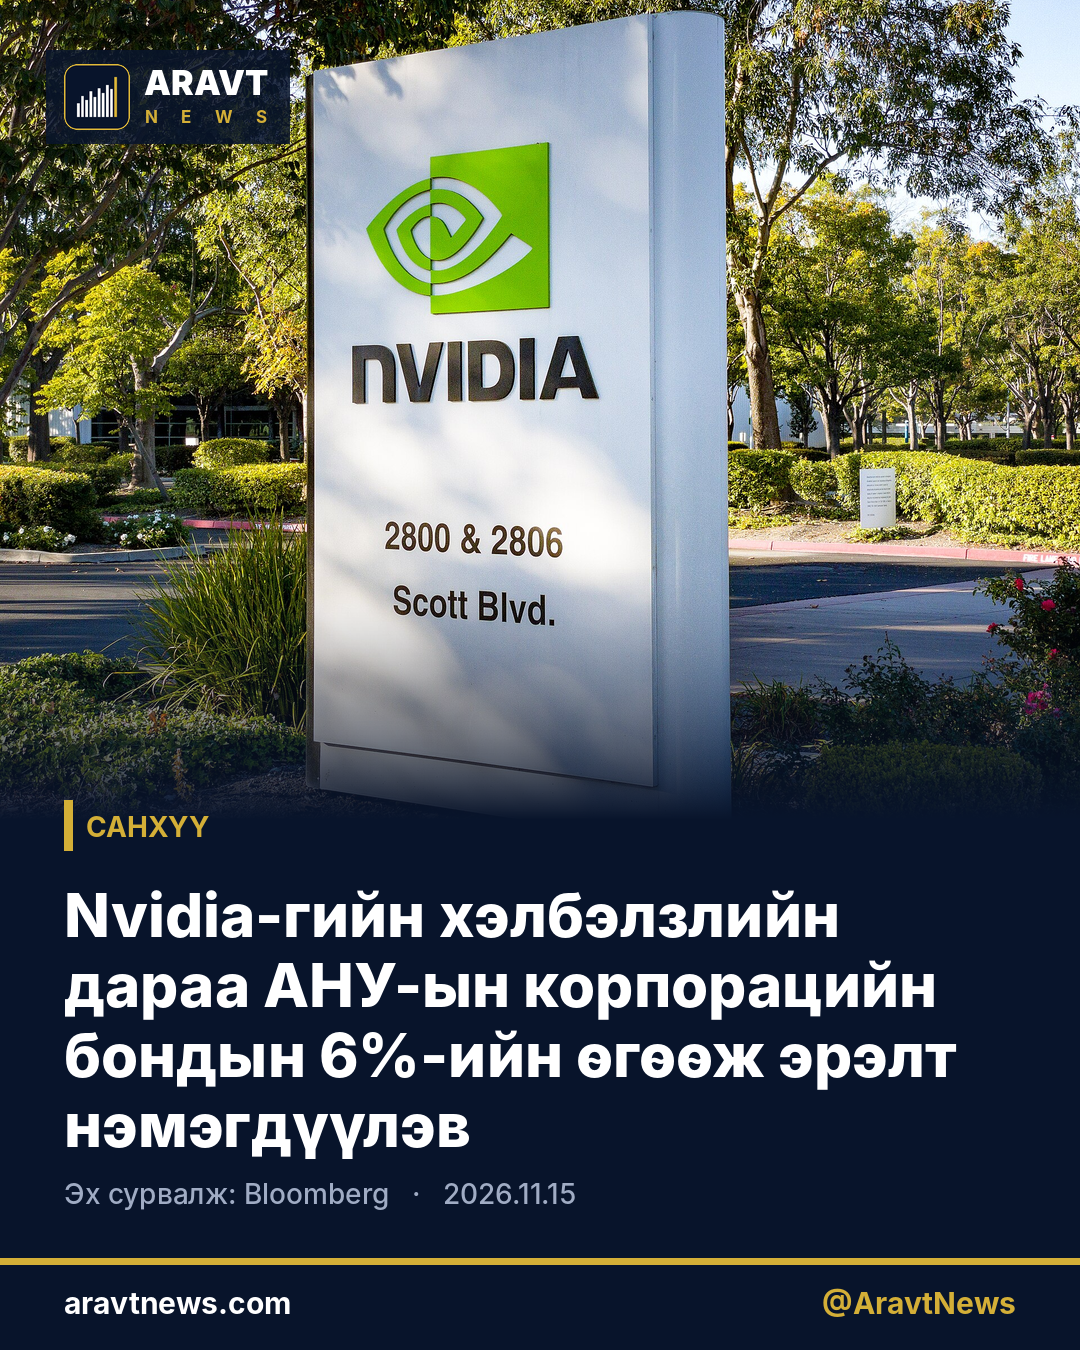 ARAVT
NEWS
NVIDIA
2800 & 2806
Scott Blvd.
САНХҮҮ
Nvidia-гийн хэлбэлзлийн
дараа АНУ-ын корпорацийн
бондын 6%-ийн өгөөж эрэлт
нэмэгдүүлэв
Эх сурвалж: Bloomberg · 2026.11.15
aravtnews.com
@AravtNews